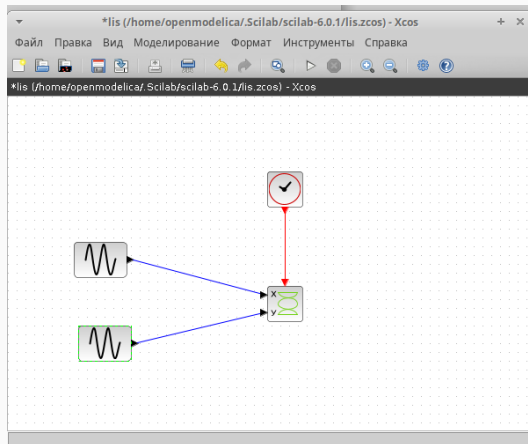 *lis (/home/openmodelica/.Scilab/scilab-6.0.1/lis.zcos) - Xcos
Файл Правка Вид Моделирование Формат Инструменты Справка
*lis (/home/openmodelica/.Scilab/scilab-6.0.1/lis.zcos) - Xcos
X
y